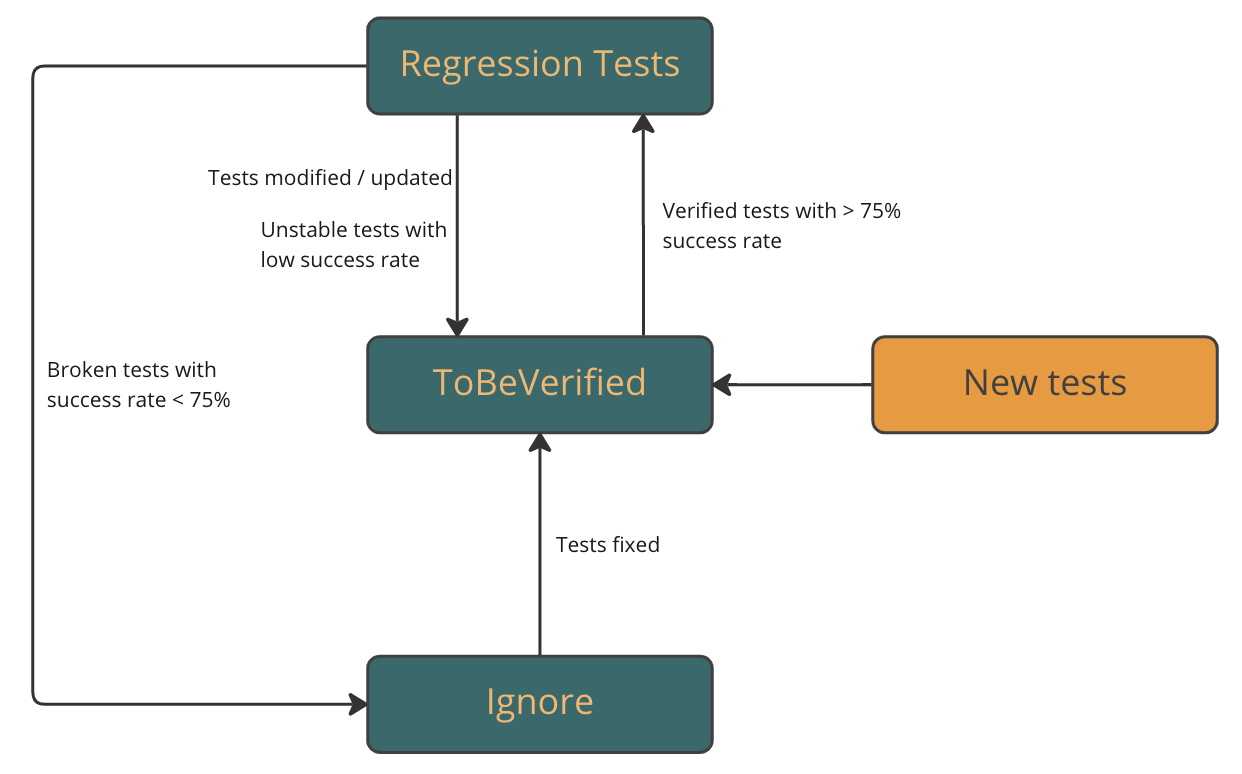 Regression Tests
Tests modified / updated
Unstable tests with
low success rate
Verified tests with > 75%
success rate
Broken tests with
success rate < 75%
ToBeVerified
New tests
Tests fixed
Ignore